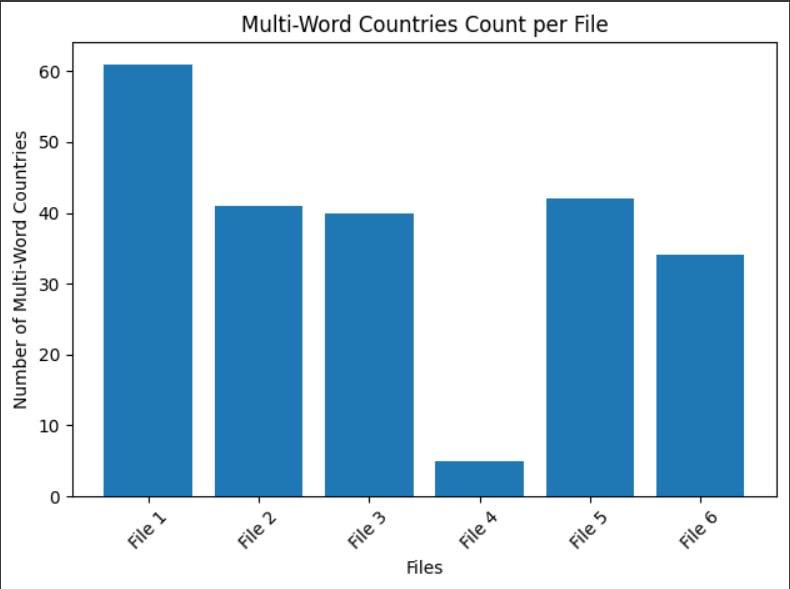 Multi-Word Countries Count per File
Number of Multi-Word Countries
60
50
40
30
20
10
0
File 1
File 2
File 3
File 4
File 5
File 6
Files